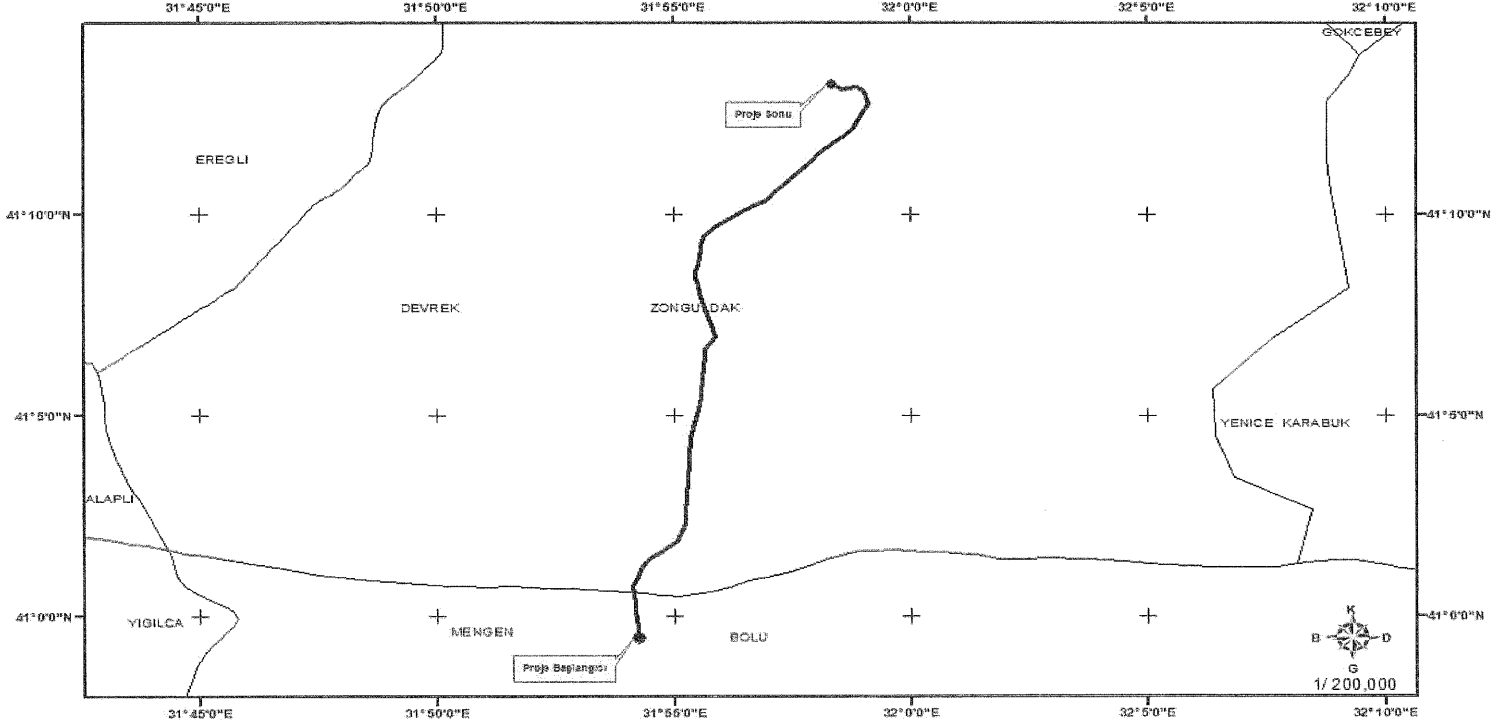 31°45'0"E 31°50'0"E 31°55'0"E 32°0'0"E 32°5'0"E 32°10'0"E
GOKCEBEY
Proje Sonu
EREGLI
41°10'0"N 41°10'0"N
DEVREK ZONGULDAK
41°5'0"N 41°5'0"N
YENICE KARABUK
ALAPLI
41°0'0"N 41°0'0"N
YIGILCA MENGEN BOLU
K
B D
G
Proje Başlangıcı
1/200,000
31°45'0"E 31°50'0"E 31°55'0"E 32°0'0"E 32°5'0"E 32°10'0"E